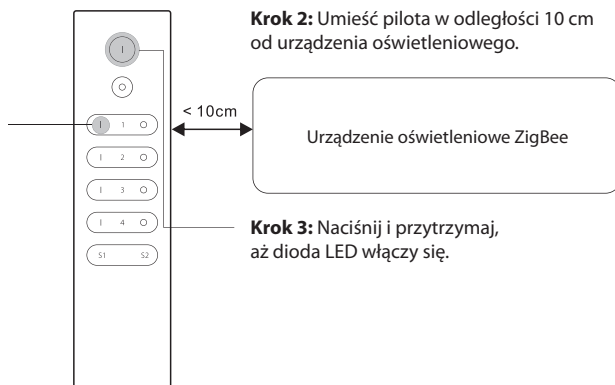 Krok 2: Umieść pilota w odległości 10 cm
od urządzenia oświetleniowego.
I
< 10cm
I 1 O
Urządzenie oświetleniowe ZigBee
I 2 O
I 3 O
I 4 O
Krok 3: Naciśnij i przytrzymaj,
aż dioda LED włączy się.
S1 S2